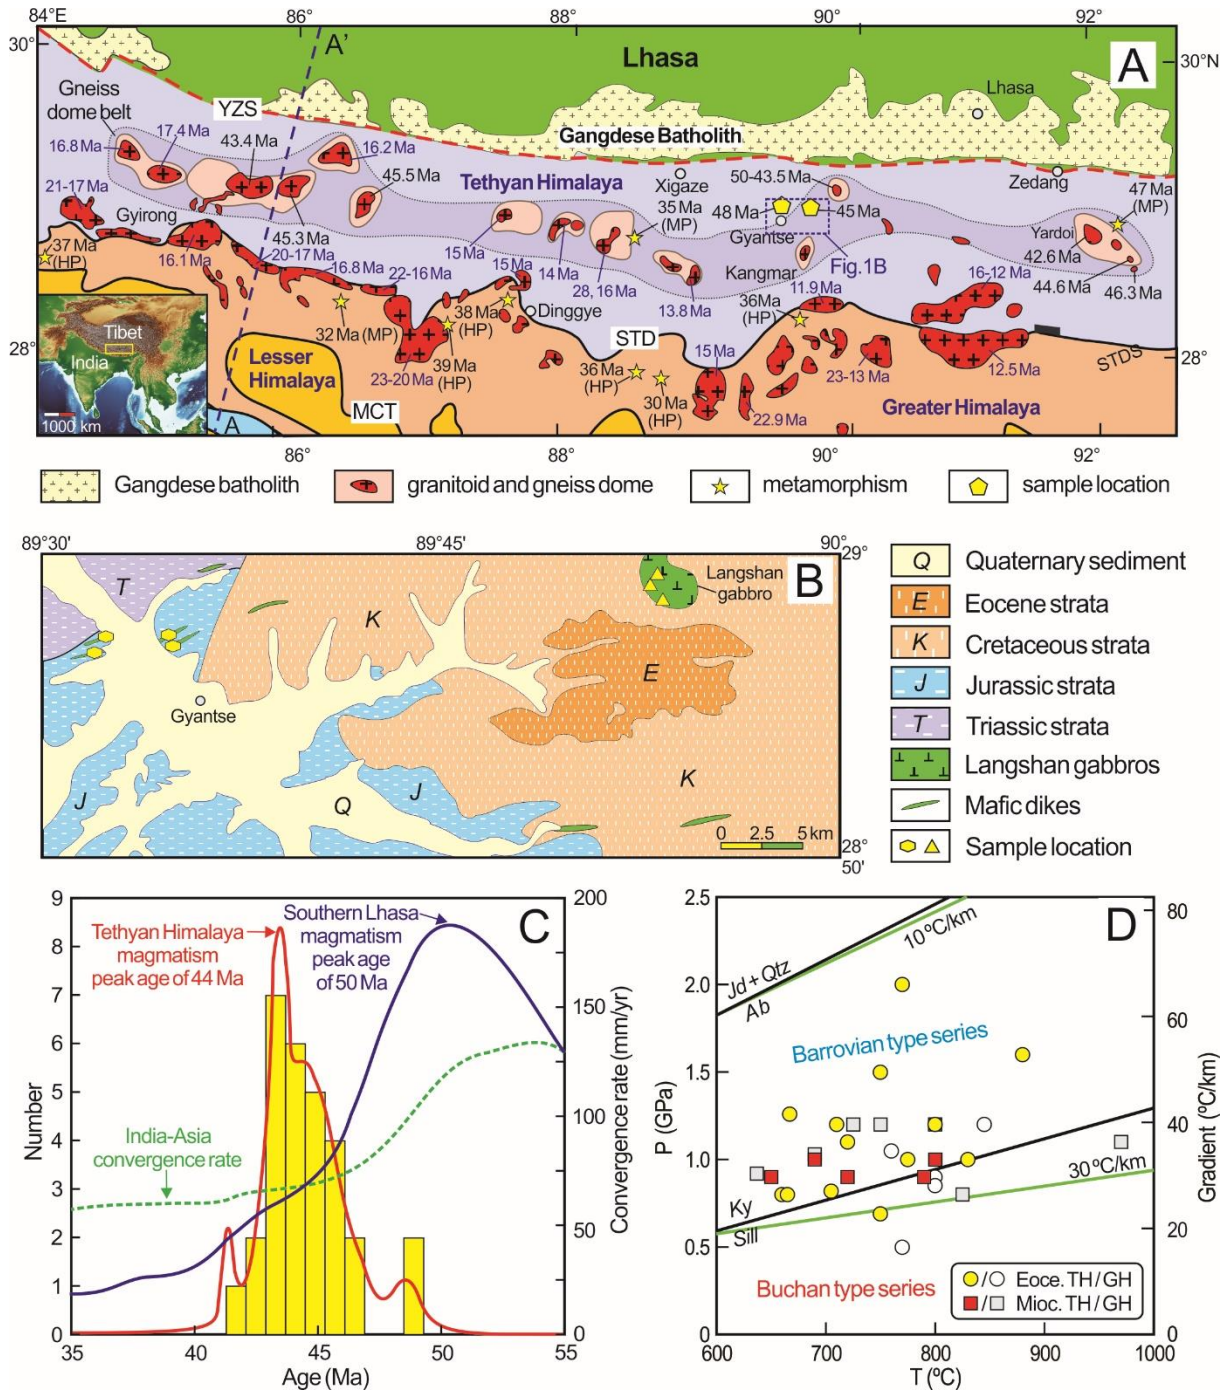 84°E
86°
88°
90°
92°
30°
A'
Lhasa
A
30°N
Gneiss
dome belt
YZS
Lhasa
Gangdese Batholith
17.4 Ma
43.4 Ma
16.8 Ma
16.2 Ma
45.5 Ma
Tethyan Himalaya
Xigaze
50-43.5 Ma
Zedang
47 Ma
(MP)
21-17 Ma
Gyirong
35 Ma
(MP)
48 Ma
45 Ma
Gyantse
Yardoi
37 Ma
(HP)
45.3 Ma
20-17 Ma
15 Ma
16.1 Ma
16.8 Ma
22-16 Ma
15 Ma
14 Ma
28, 16 Ma
Kangmar
Fig.1B
42.6 Ma
44.6 Ma
46.3 Ma
11.9 Ma
16-12 Ma
13.8 Ma
36Ma
(HP)
38 Ma
(HP)
Dinggye
Tibet
India
1000 km
32 Ma (MP)
STD
STDS
28°
28°
Lesser
Himalaya
39 Ma
(HP)
23-20 Ma
36 Ma
(HP)
15 Ma
23-13 Ma
12.5 Ma
MCT
30 Ma
(HP)
22.9 Ma
Greater Himalaya
A
86°
88°
90°
92°
Gangdese batholith
granitoid and gneiss dome
metamorphism
sample location
89°30'
89°45'
90°
29°
B
T
Langshan
gabbro
K
E
Gyantse
J
J
Q
K
0 2.5 5 km
28°
50'
Q Quaternary sediment
E Eocene strata
K Cretaceous strata
J Jurassic strata
T Triassic strata
Langshan gabbros
Mafic dikes
Sample location
C
9
8
7
6
5
4
3
2
1
0
Number
Tethyan Himalaya
magmatism
peak age of 44 Ma
Southern Lhasa
magmatism
peak age
of 50 Ma
India-Asia
convergence rate
200
150
100
50
0
Convergence rate (mm/yr)
35
40
45
50
55
Age (Ma)
D
2.5
2.0
1.5
1.0
0.5
0
P (GPa)
10 ºC/km
Jd + Qtz
Ab
Barrovian type series
30 ºC/km
Ky
Sill
Buchan type series
Eoce. TH / GH
Mioc. TH / GH
80
60
40
20
0
Gradient (ºC/km)
600
700
800
900
1000
T (ºC)